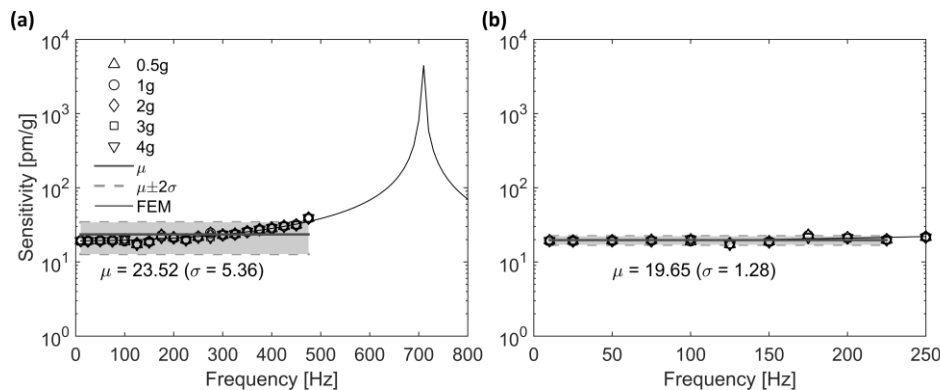 (a)
10^4
10^3
10^2
10^1
10^0
Sensitivity [pm/g]
0.5g
1g
2g
3g
4g
μ
μ±2σ
FEM
μ = 23.52 (σ = 5.36)
0 100 200 300 400 500 600 700 800
Frequency [Hz]
(b)
10^4
10^3
10^2
10^1
10^0
μ = 19.65 (σ = 1.28)
0 50 100 150 200 250
Frequency [Hz]